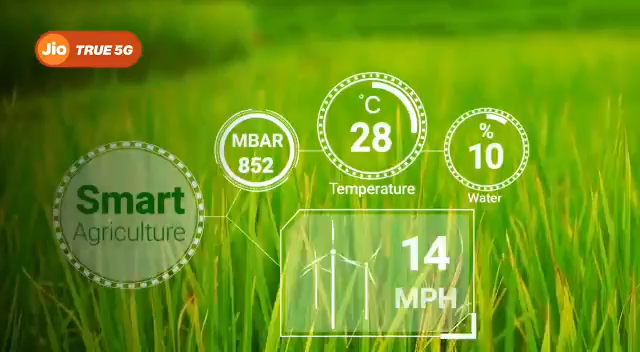 Jio TRUE 5G
°C
28
MBAR
852
%
10
Temperature
Water
Smart
Agriculture
14
MPH